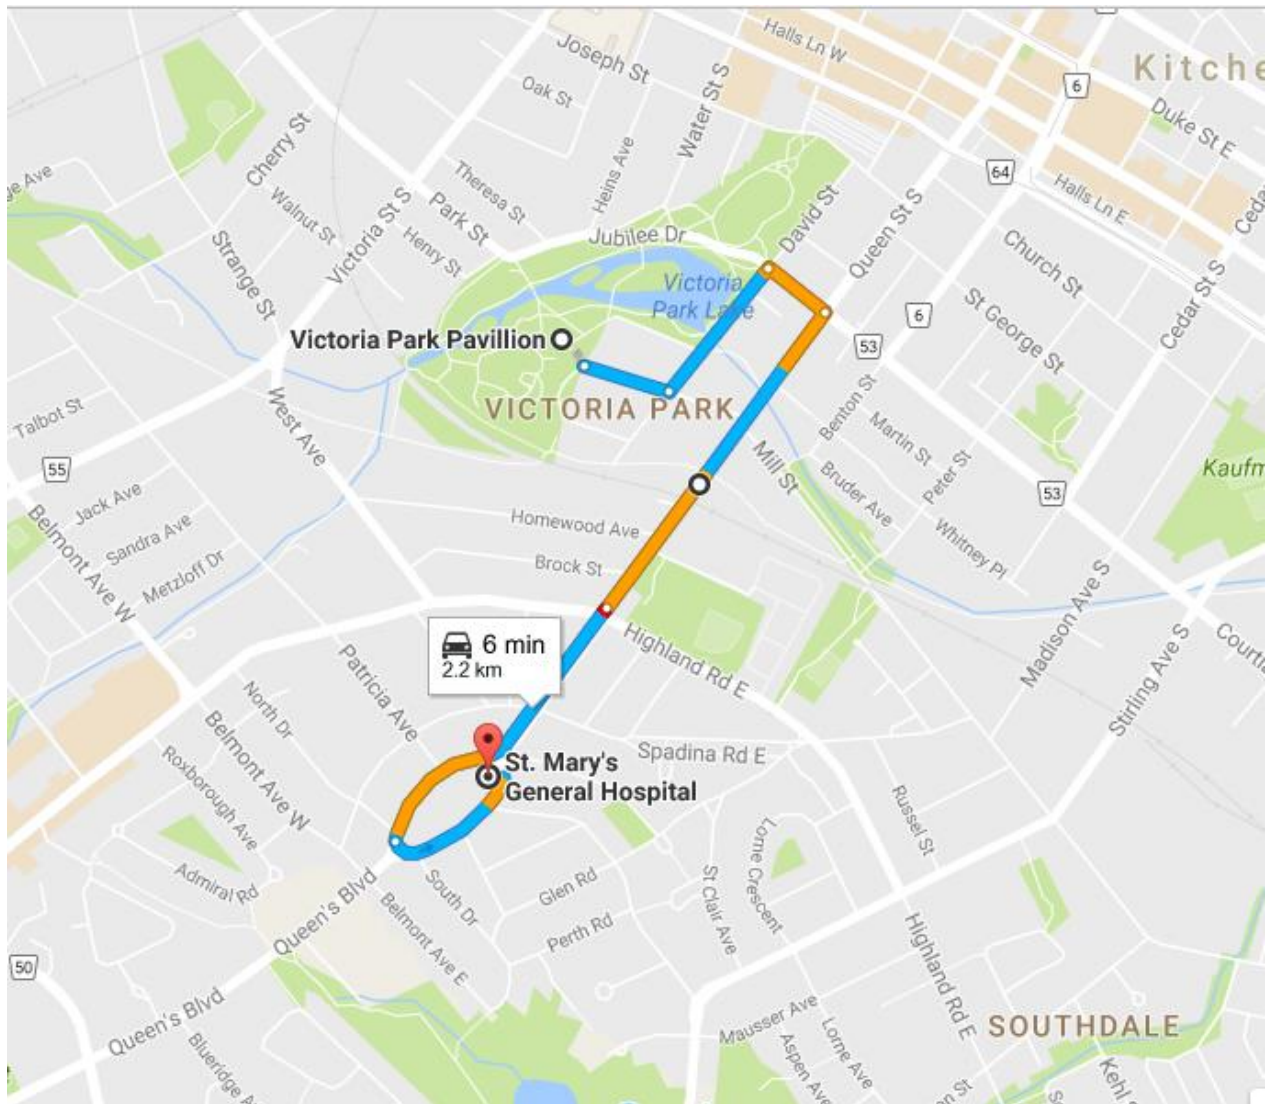 Joseph St
Halls Ln W
Kitche
6
Oak St
Water St S
Duke St E
Cherry St
Heins Ave
64
Halls Ln E
Theresa St
Walnut St
Park St
David St
Queen St S
Victoria St S
Henry St
Jubilee Dr
Church St
Strange St
Victoria
Park Lake
St George St
Cedar St S
6
53
Victoria Park Pavillion
VICTORIA PARK
Talbot St
West Ave
Benton St
Martin St
55
Mill St
Peter St
Kaufm
Jack Ave
Bruder Ave
53
Sandra Ave
Homewood Ave
Whitney Pl
Belmont Ave W
Metzloff Dr
Brock St
Madison Ave S
6 min
2.2 km
Highland Rd E
Stirling Ave S
Patricia Ave
North Dr
Belmont Ave W
Spadina Rd E
St. Mary's
General Hospital
Roxborough Ave
Russel St
Lorne Crescent
Admiral Rd
South Dr
Glen Rd
St Clair Ave
Queen's Blvd
Belmont Ave E
Perth Rd
Highland Rd E
50
Queen's Blvd
Mausser Ave
SOUTHDALE
Lorne Ave
Aspen Ave
Blueridge A
Kehl